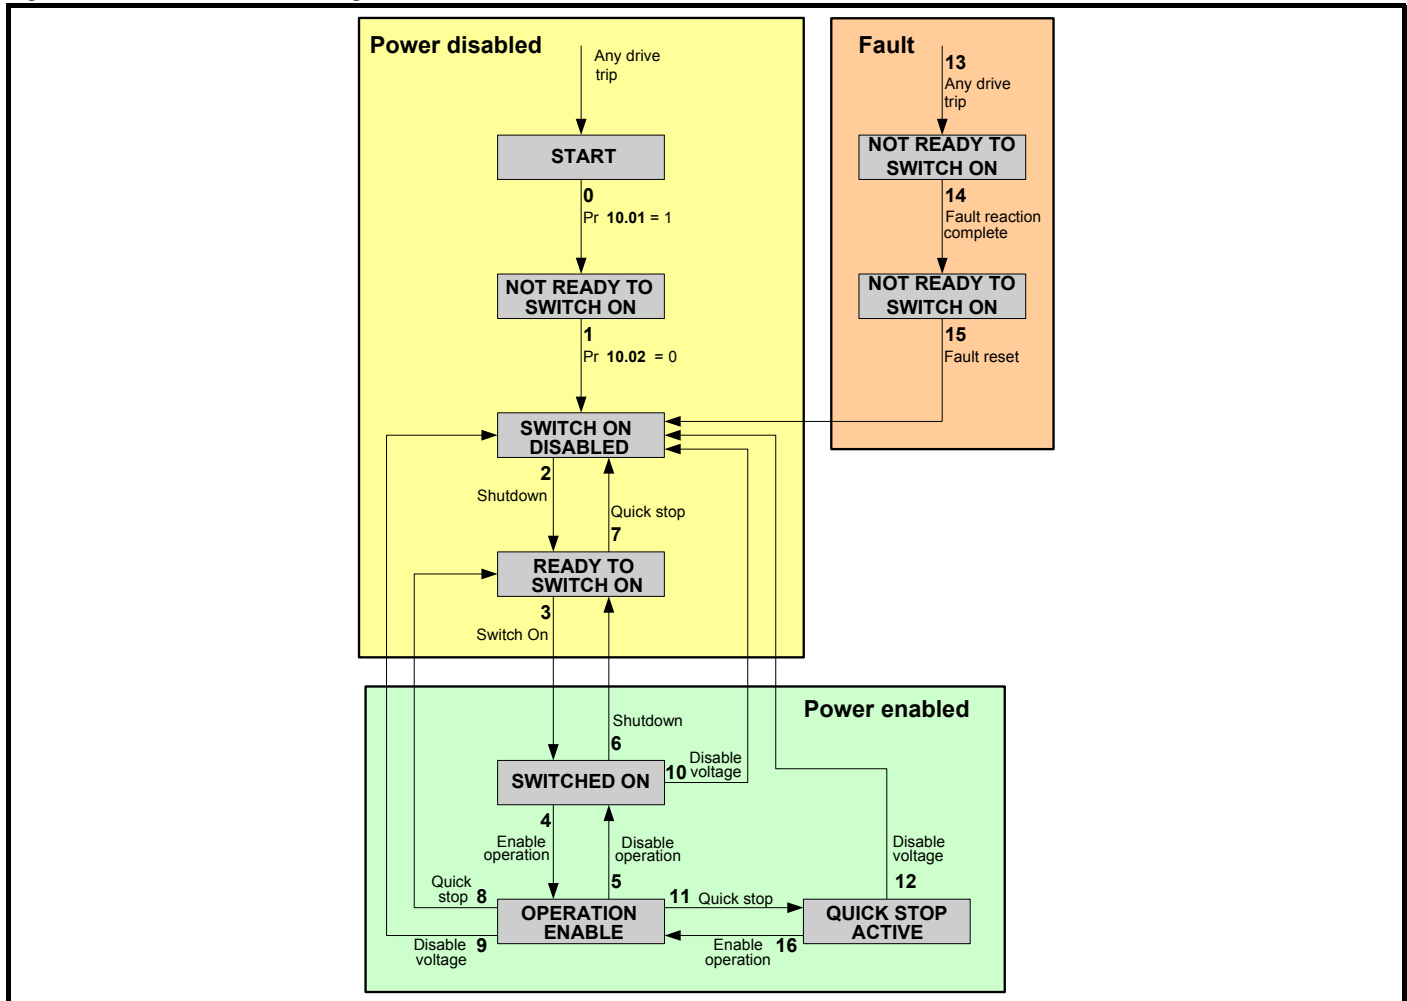 Power disabled
Any drive
trip
START
0
Pr 10.01 = 1
NOT READY TO
SWITCH ON
1
Pr 10.02 = 0
SWITCH ON
DISABLED
2
Shutdown
Quick stop
7
READY TO
SWITCH ON
3
Switch On
Fault
13
Any drive
trip
NOT READY TO
SWITCH ON
14
Fault reaction
complete
NOT READY TO
SWITCH ON
15
Fault reset
Power enabled
Shutdown
6
10 Disable
voltage
SWITCHED ON
4
Enable
operation
Disable
operation
5
Disable
voltage
12
Quick
stop 8
11 Quick stop
OPERATION
ENABLE
QUICK STOP
ACTIVE
Disable 9
voltage
Enable 16
operation